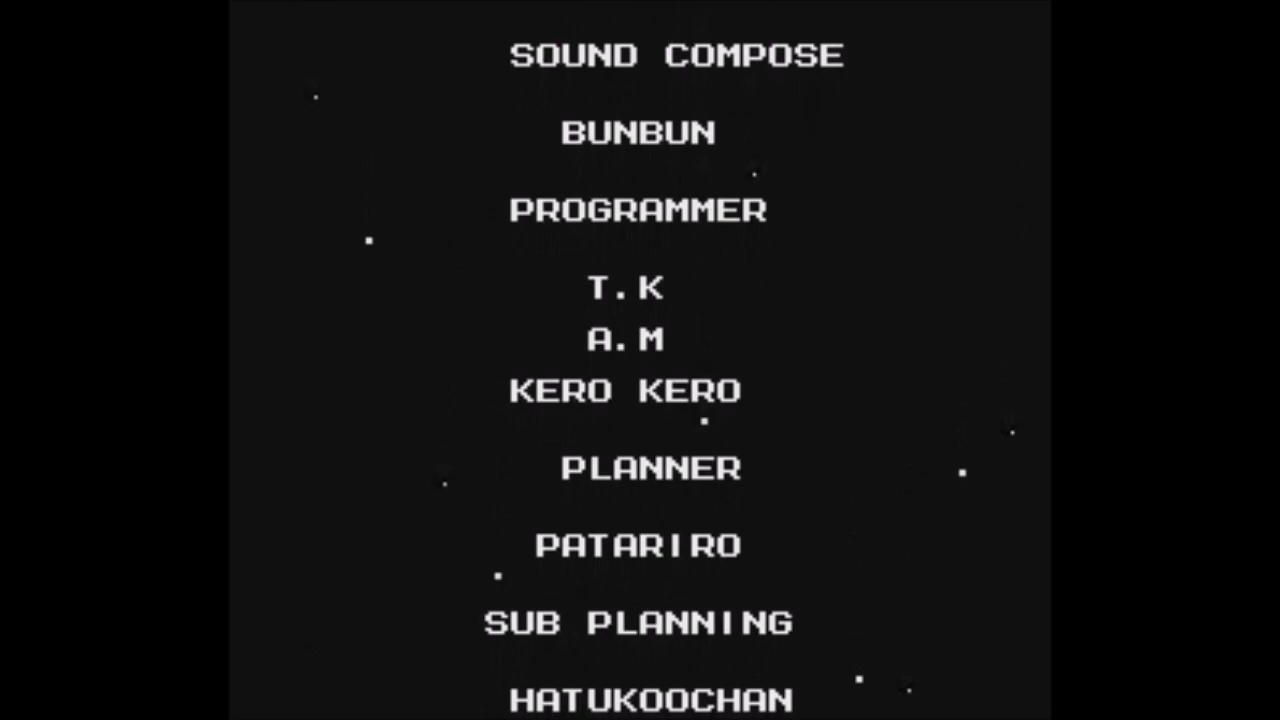 SOUND COMPOSE
BUNBUN
PROGRAMMER
T.K
A.M
KERO KERO
PLANNER
PATARIRO
SUB PLANNING
HATUKOOCHAN